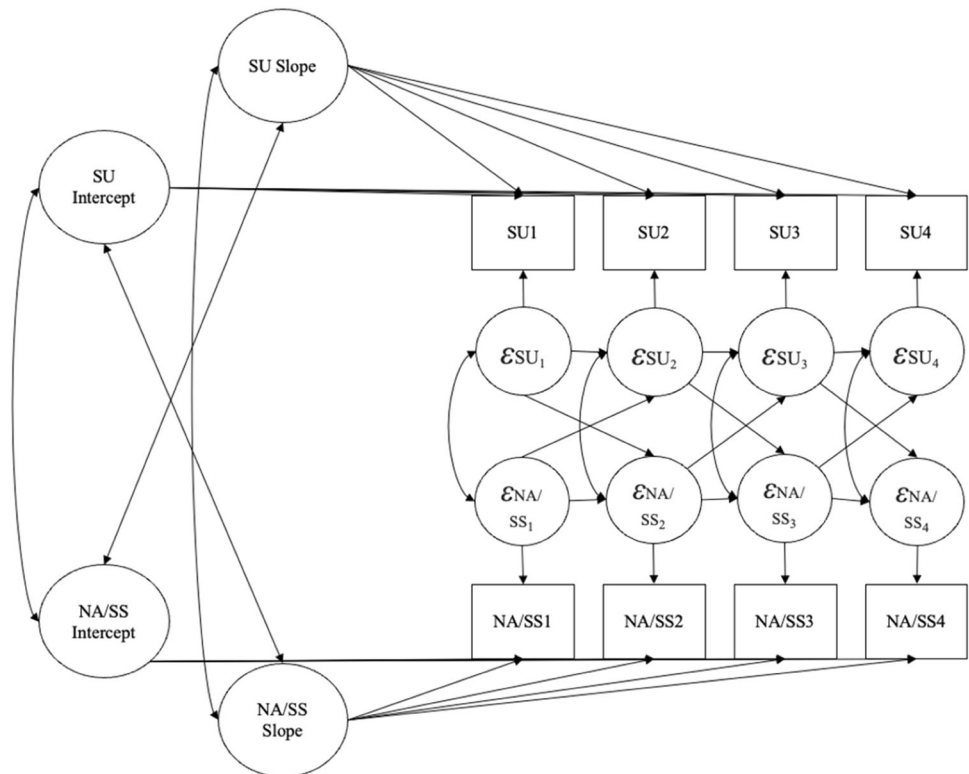 SU Slope
SU
Intercept
SU1
SU2
SU3
SU4
εSU₁
εSU₂
εSU₃
εSU₄
εNA/
SS₁
εNA/
SS₂
εNA/
SS₃
εNA/
SS₄
NA/SS
Intercept
NA/SS1
NA/SS2
NA/SS3
NA/SS4
NA/SS
Slope